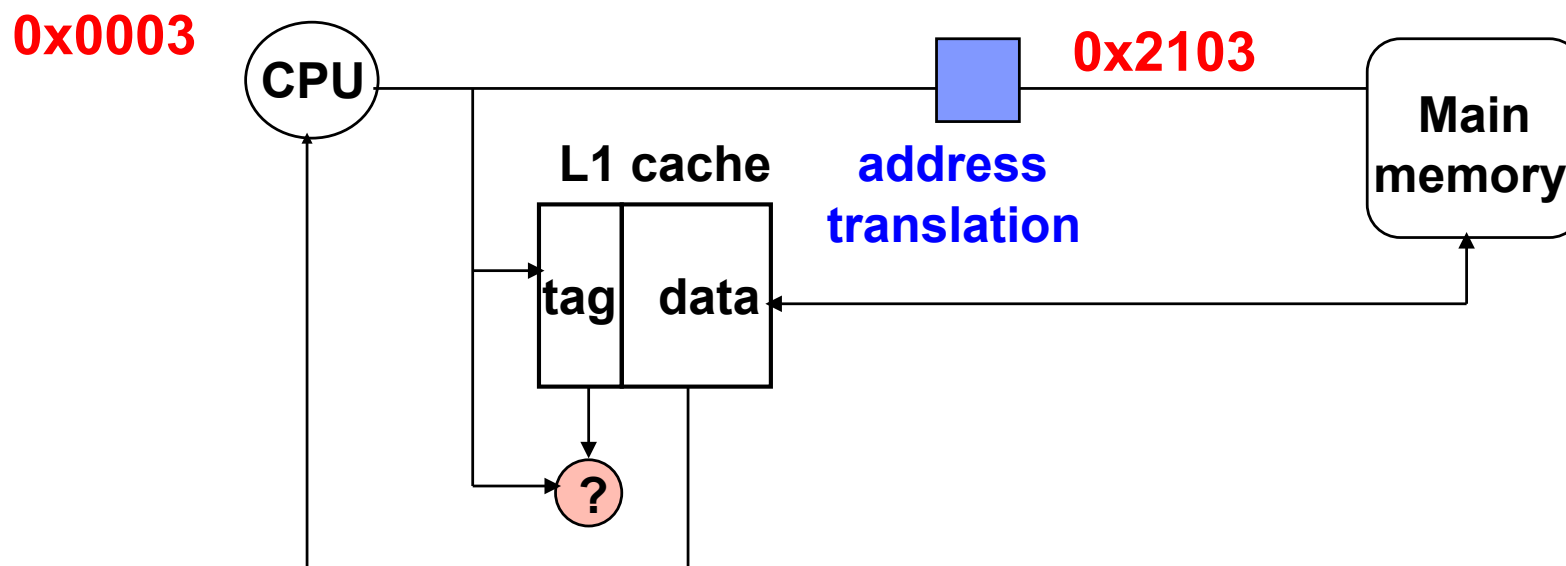 0x0003
CPU
0x2103
Main
memory
L1 cache
address
translation
tag
data
?